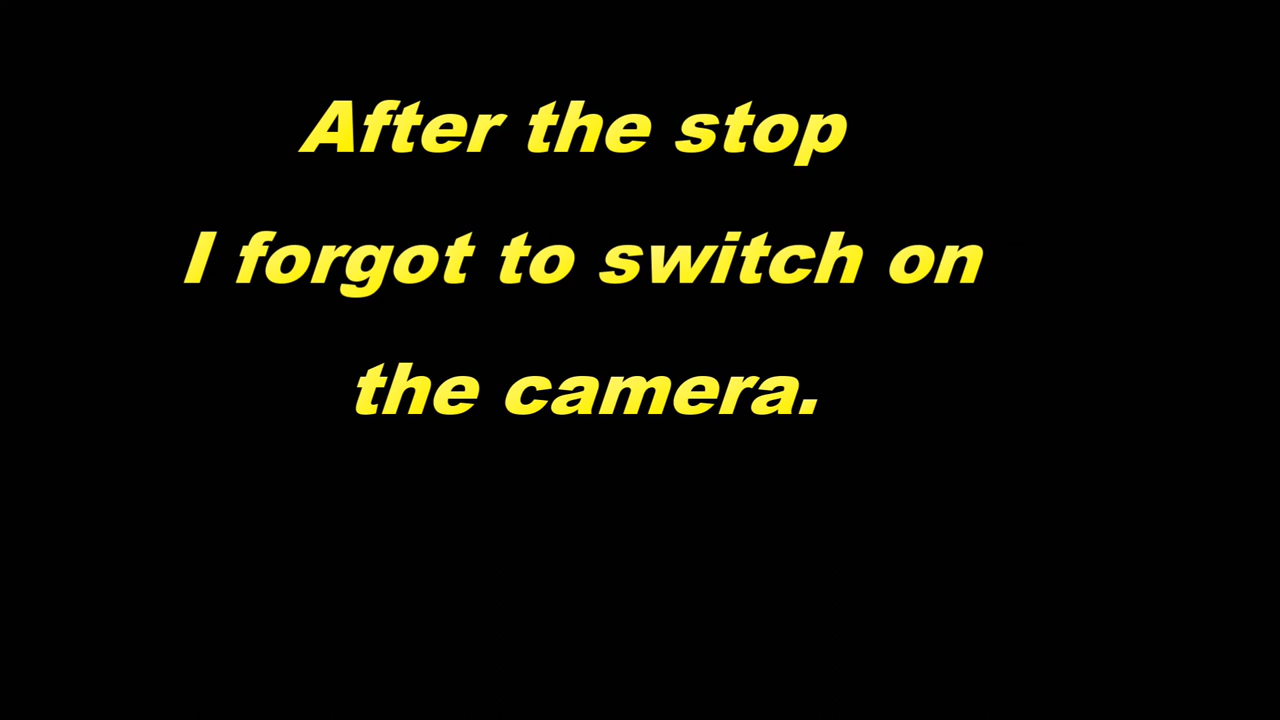 After the stop
I forgot to switch on
the camera.